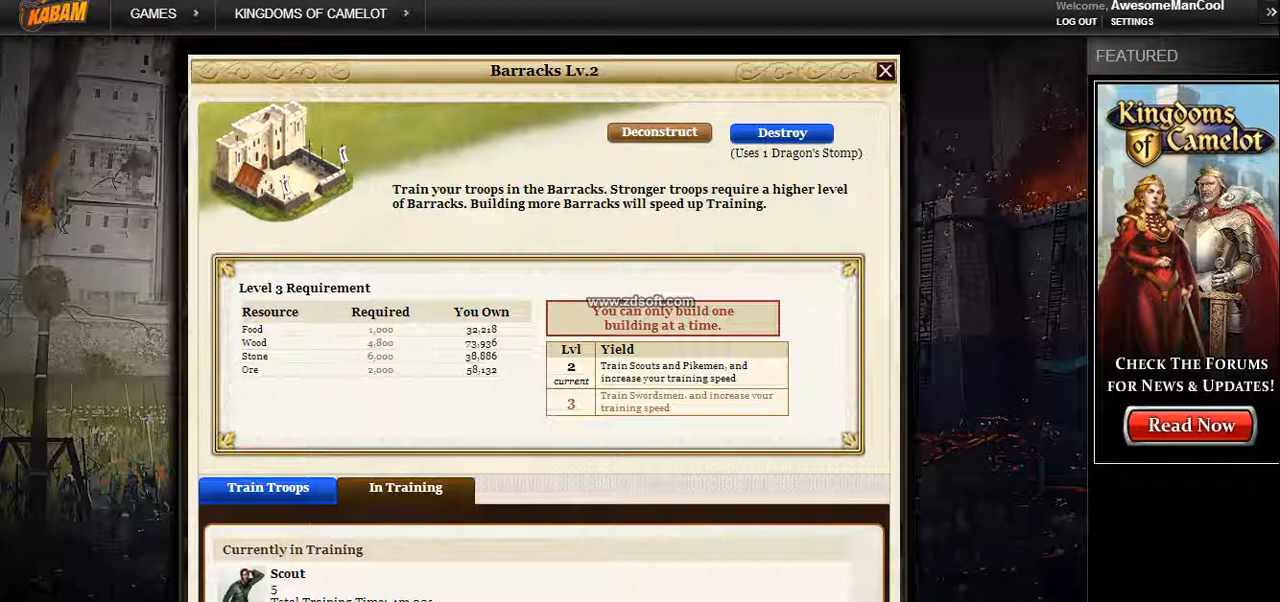 KABAM
GAMES
KINGDOMS OF CAMELOT
Welcome, AwesomeManCool
LOG OUT
SETTINGS
FEATURED
Barracks Lv.2
Deconstruct
Destroy
(Uses 1 Dragon's Stomp)
Train your troops in the Barracks. Stronger troops require a higher level
of Barracks. Building more Barracks will speed up Training.
Level 3 Requirement
Resource Required You Own
Food 1,000 32,218
Wood 4,800 73,936
Stone 6,000 38,886
Ore 2,000 58,132
www.zdsoft.com
You can only build one
building at a time.
Lvl Yield
2 current Train Scouts and Pikemen, and
increase your training speed
3 Train Swordsmen, and increase your
training speed
Train Troops
In Training
Currently in Training
Scout
5
Total Training Time:
Kingdoms
of Camelot
CHECK THE FORUMS
FOR NEWS & UPDATES!
Read Now